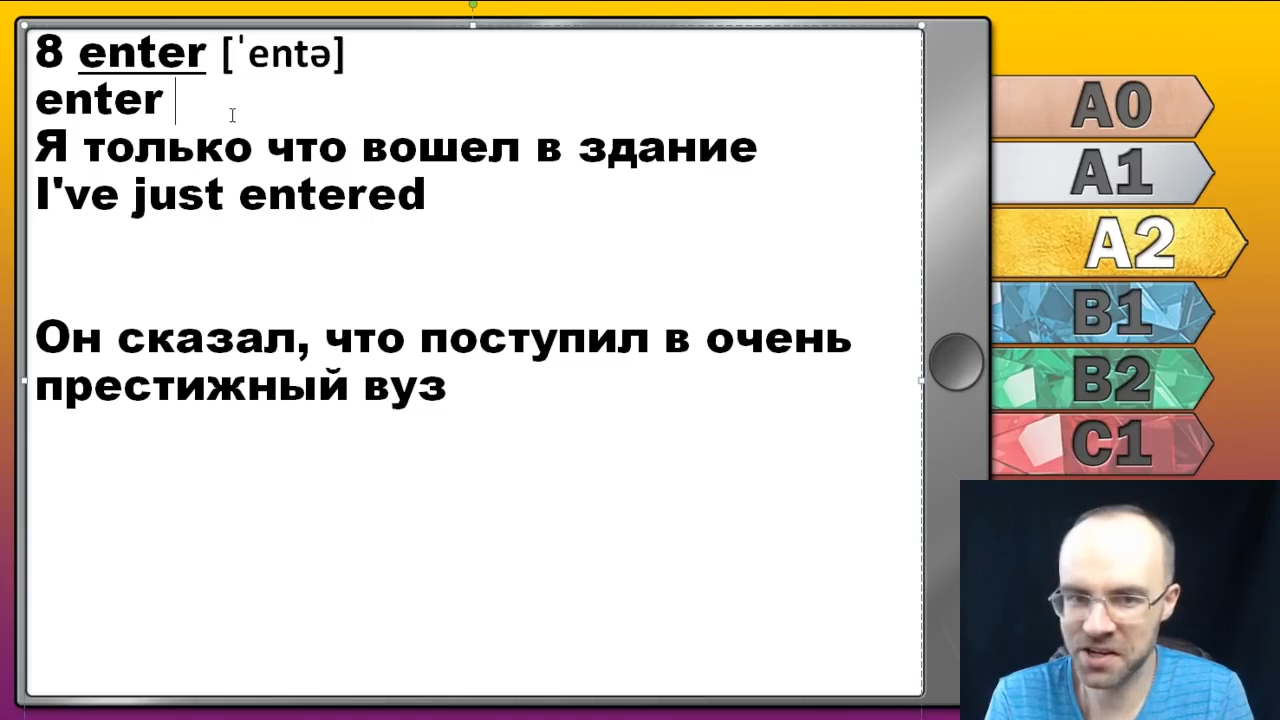 8 enter [ˈentə]
enter
Я только что вошел в здание
I've just entered
Он сказал, что поступил в очень
престижный вуз
A0
A1
A2
B1
B2
C1